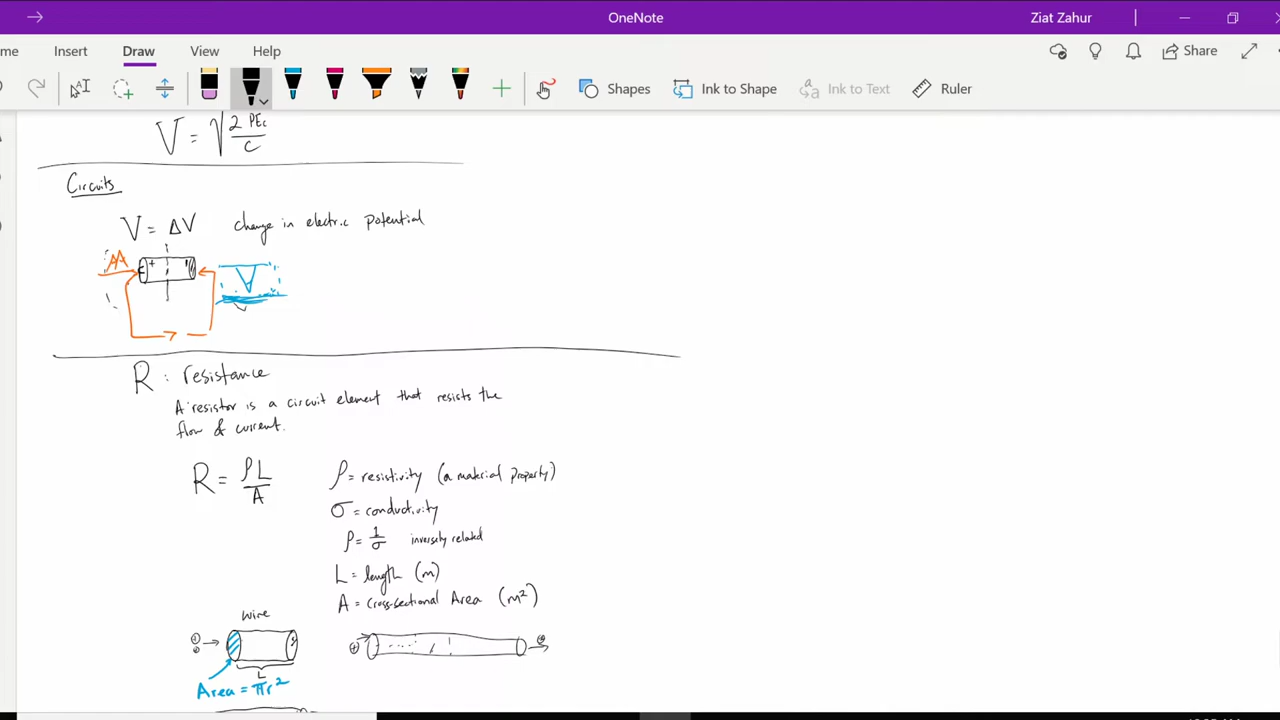 OneNote
Ziat Zahur
me Insert Draw View Help
Share
Shapes
Ink to Shape
Ink to Text
Ruler
V = √ 2 PEc / C
Circuits
V = ΔV change in electric potential
AA
+
V
R : resistance
A resistor is a circuit element that resists the
flow of current.
R = ρL / A
ρ = resistivity (a material property)
σ = conductivity
ρ = 1 / σ inversely related
L = length (m)
A = cross-sectional Area (m²)
wire
L
Area = πr²